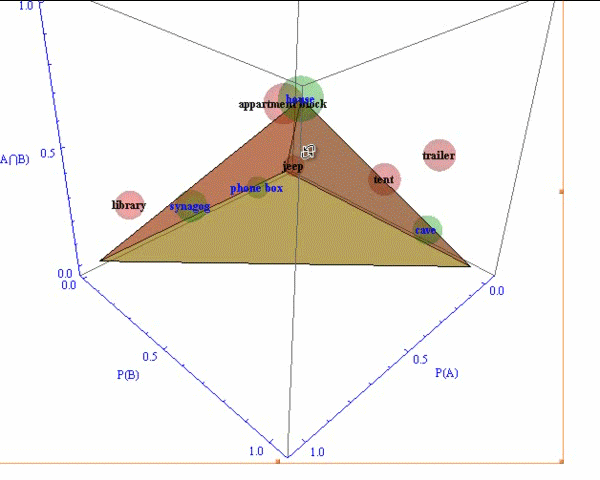 1.0
house
appartment block
trailer
jeep
tent
0.5
A∩B)
phone box
library
synagog
cave
0.0
0.0
0.0
0.5
0.5
P(B)
P(A)
1.0
1.0